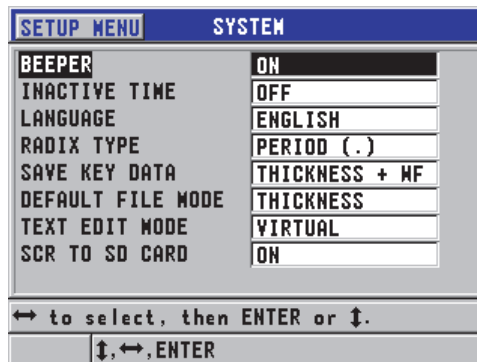 SETUP MENU SYSTEM
BEEPER ON
INACTIVE TIME OFF
LANGUAGE ENGLISH
RADIX TYPE PERIOD (.)
SAVE KEY DATA THICKNESS + WF
DEFAULT FILE MODE THICKNESS
TEXT EDIT MODE VIRTUAL
SCR TO SD CARD ON
↔ to select, then ENTER or ↕.
↕,↔,ENTER